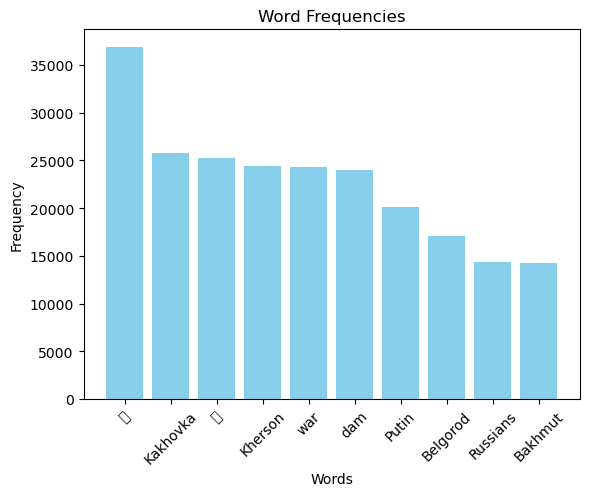 Word Frequencies
Frequency
35000
30000
25000
20000
15000
10000
5000
0
Kakhovka
Kherson
war
dam
Putin
Belgorod
Russians
Bakhmut
Words